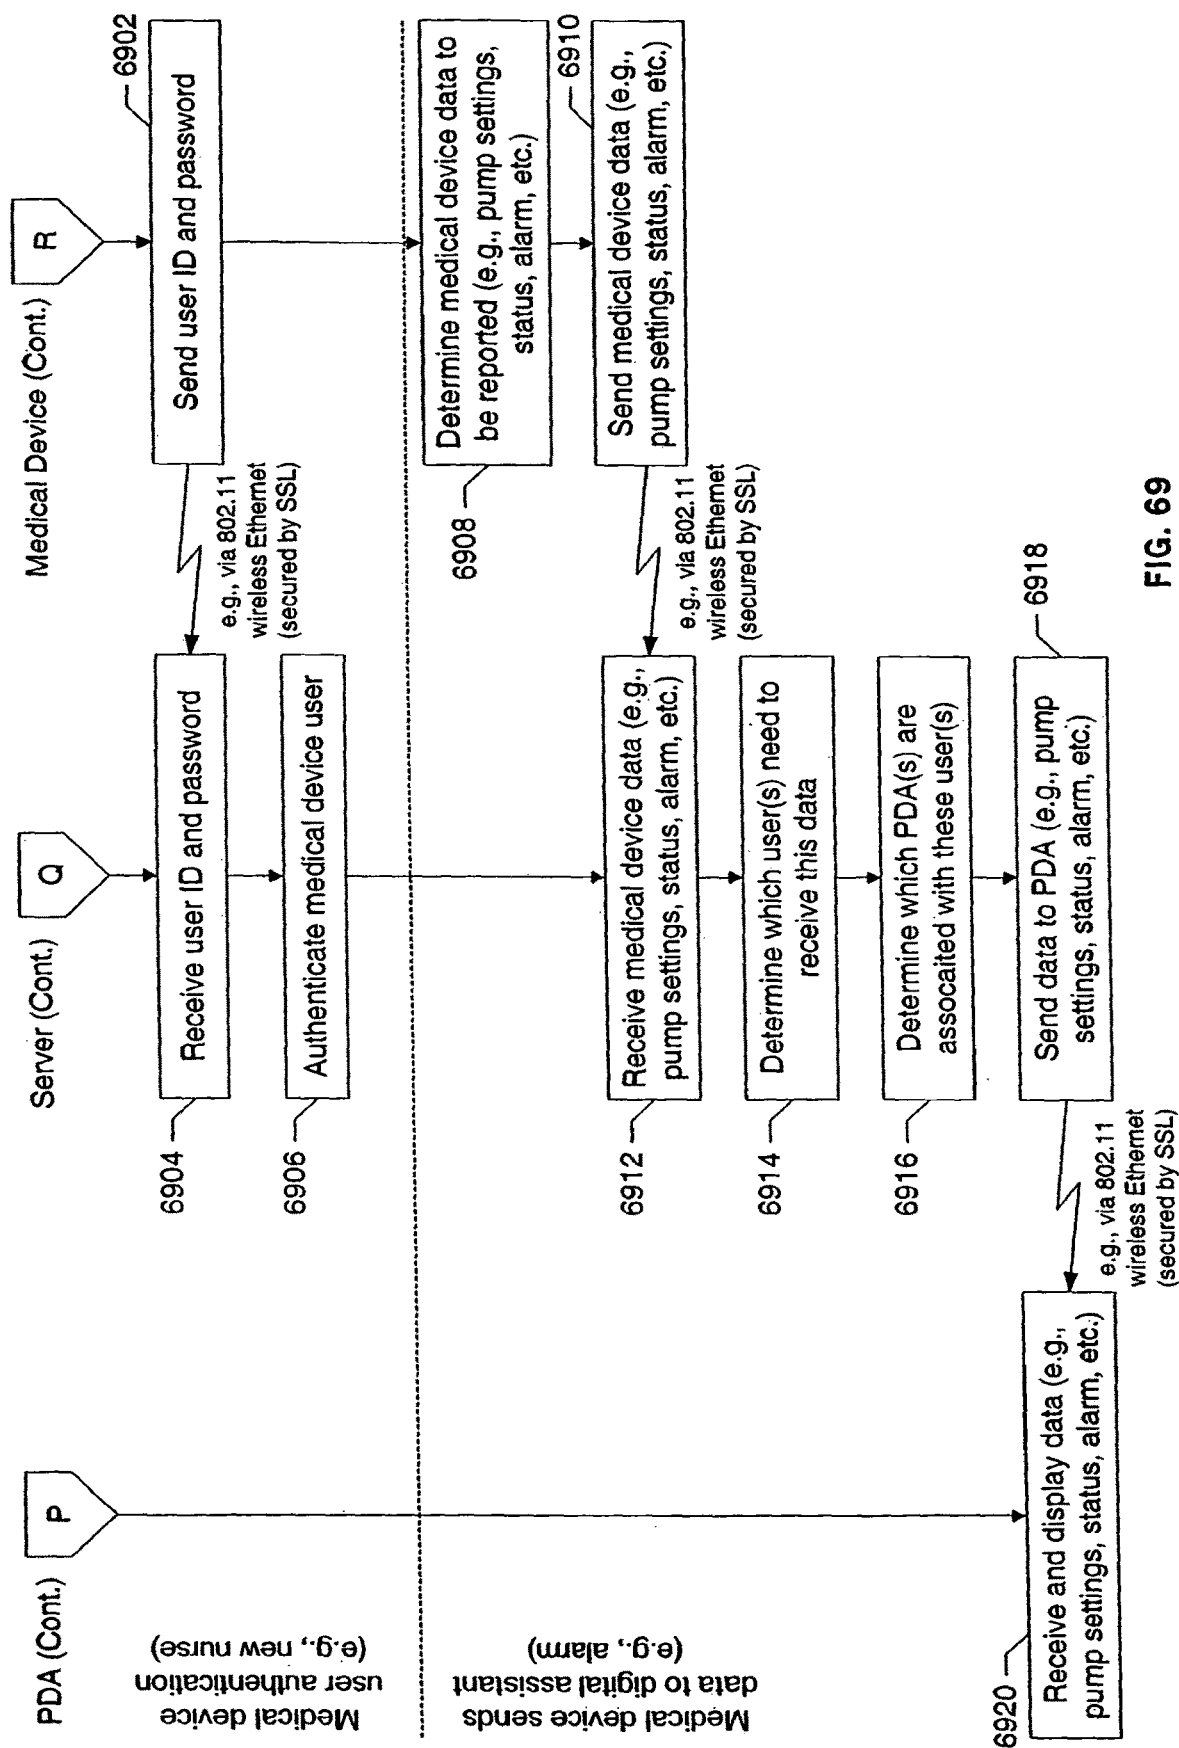 PDA (Cont.)
P
Server (Cont.)
Q
Medical Device (Cont.)
R
Medical device
user authentication
(e.g., new nurse)
6902
Send user ID and password
e.g., via 802.11
wireless Ethernet
(secured by SSL)
6904
Receive user ID and password
6906
Authenticate medical device user
Medical device sends
data to digital assistant
(e.g., alarm)
6908
Determine medical device data to
be reported (e.g., pump settings,
status, alarm, etc.)
6910
Send medical device data (e.g.,
pump settings, status, alarm, etc.)
e.g., via 802.11
wireless Ethernet
(secured by SSL)
6912
Receive medical device data (e.g.,
pump settings, status, alarm, etc.)
6914
Determine which user(s) need to
receive this data
6916
Determine which PDA(s) are
assocaited with these user(s)
6918
Send data to PDA (e.g., pump
settings, status, alarm, etc.)
e.g., via 802.11
wireless Ethernet
(secured by SSL)
6920
Receive and display data (e.g.,
pump settings, status, alarm, etc.)
FIG. 69